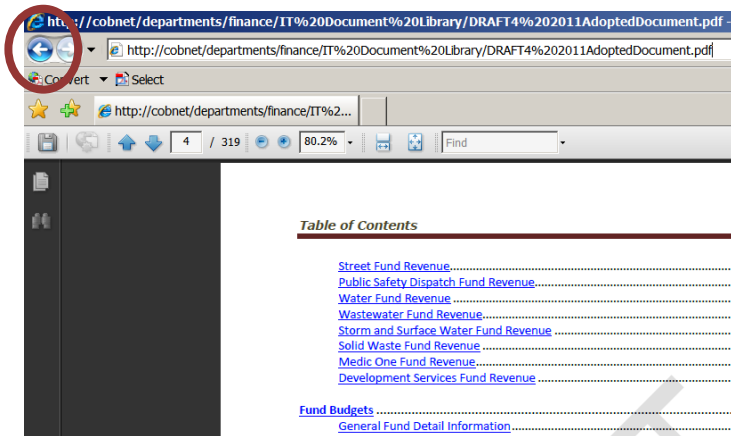 http://cobnet/departments/finance/IT%20Document%20Library/DRAFT4%202011AdoptedDocument.pdf -
http://cobnet/departments/finance/IT%20Document%20Library/DRAFT4%202011AdoptedDocument.pdf
Convert Select
http://cobnet/departments/finance/IT%2...
4 / 319 80.2% Find
Table of Contents
Street Fund Revenue
Public Safety Dispatch Fund Revenue
Water Fund Revenue
Wastewater Fund Revenue
Storm and Surface Water Fund Revenue
Solid Waste Fund Revenue
Medic One Fund Revenue
Development Services Fund Revenue
Fund Budgets
General Fund Detail Information